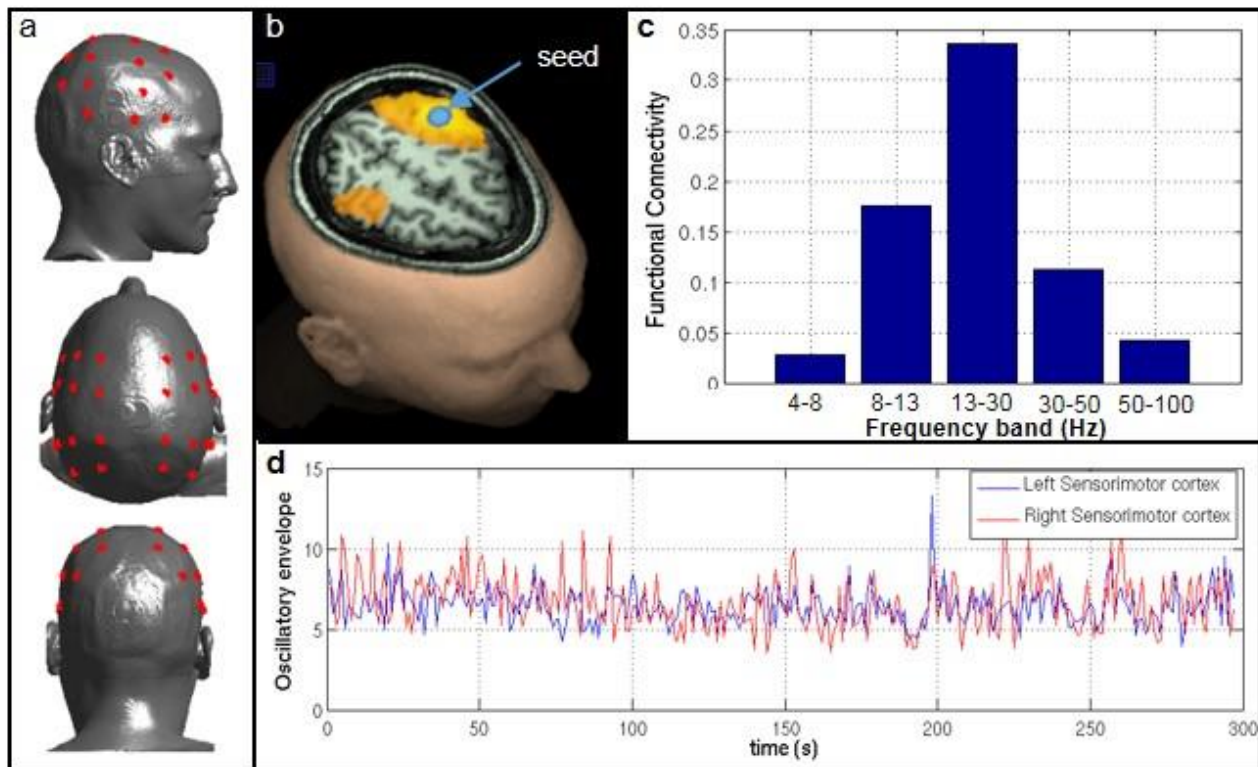 a
b
seed
c
Functional Connectivity
0.35
0.3
0.25
0.2
0.15
0.1
0.05
0
4-8 8-13 13-30 30-50 50-100
Frequency band (Hz)
d
Oscillatory envelope
15
10
5
0
0 50 100 150 200 250 300
time (s)
Left Sensorimotor cortex
Right Sensorimotor cortex